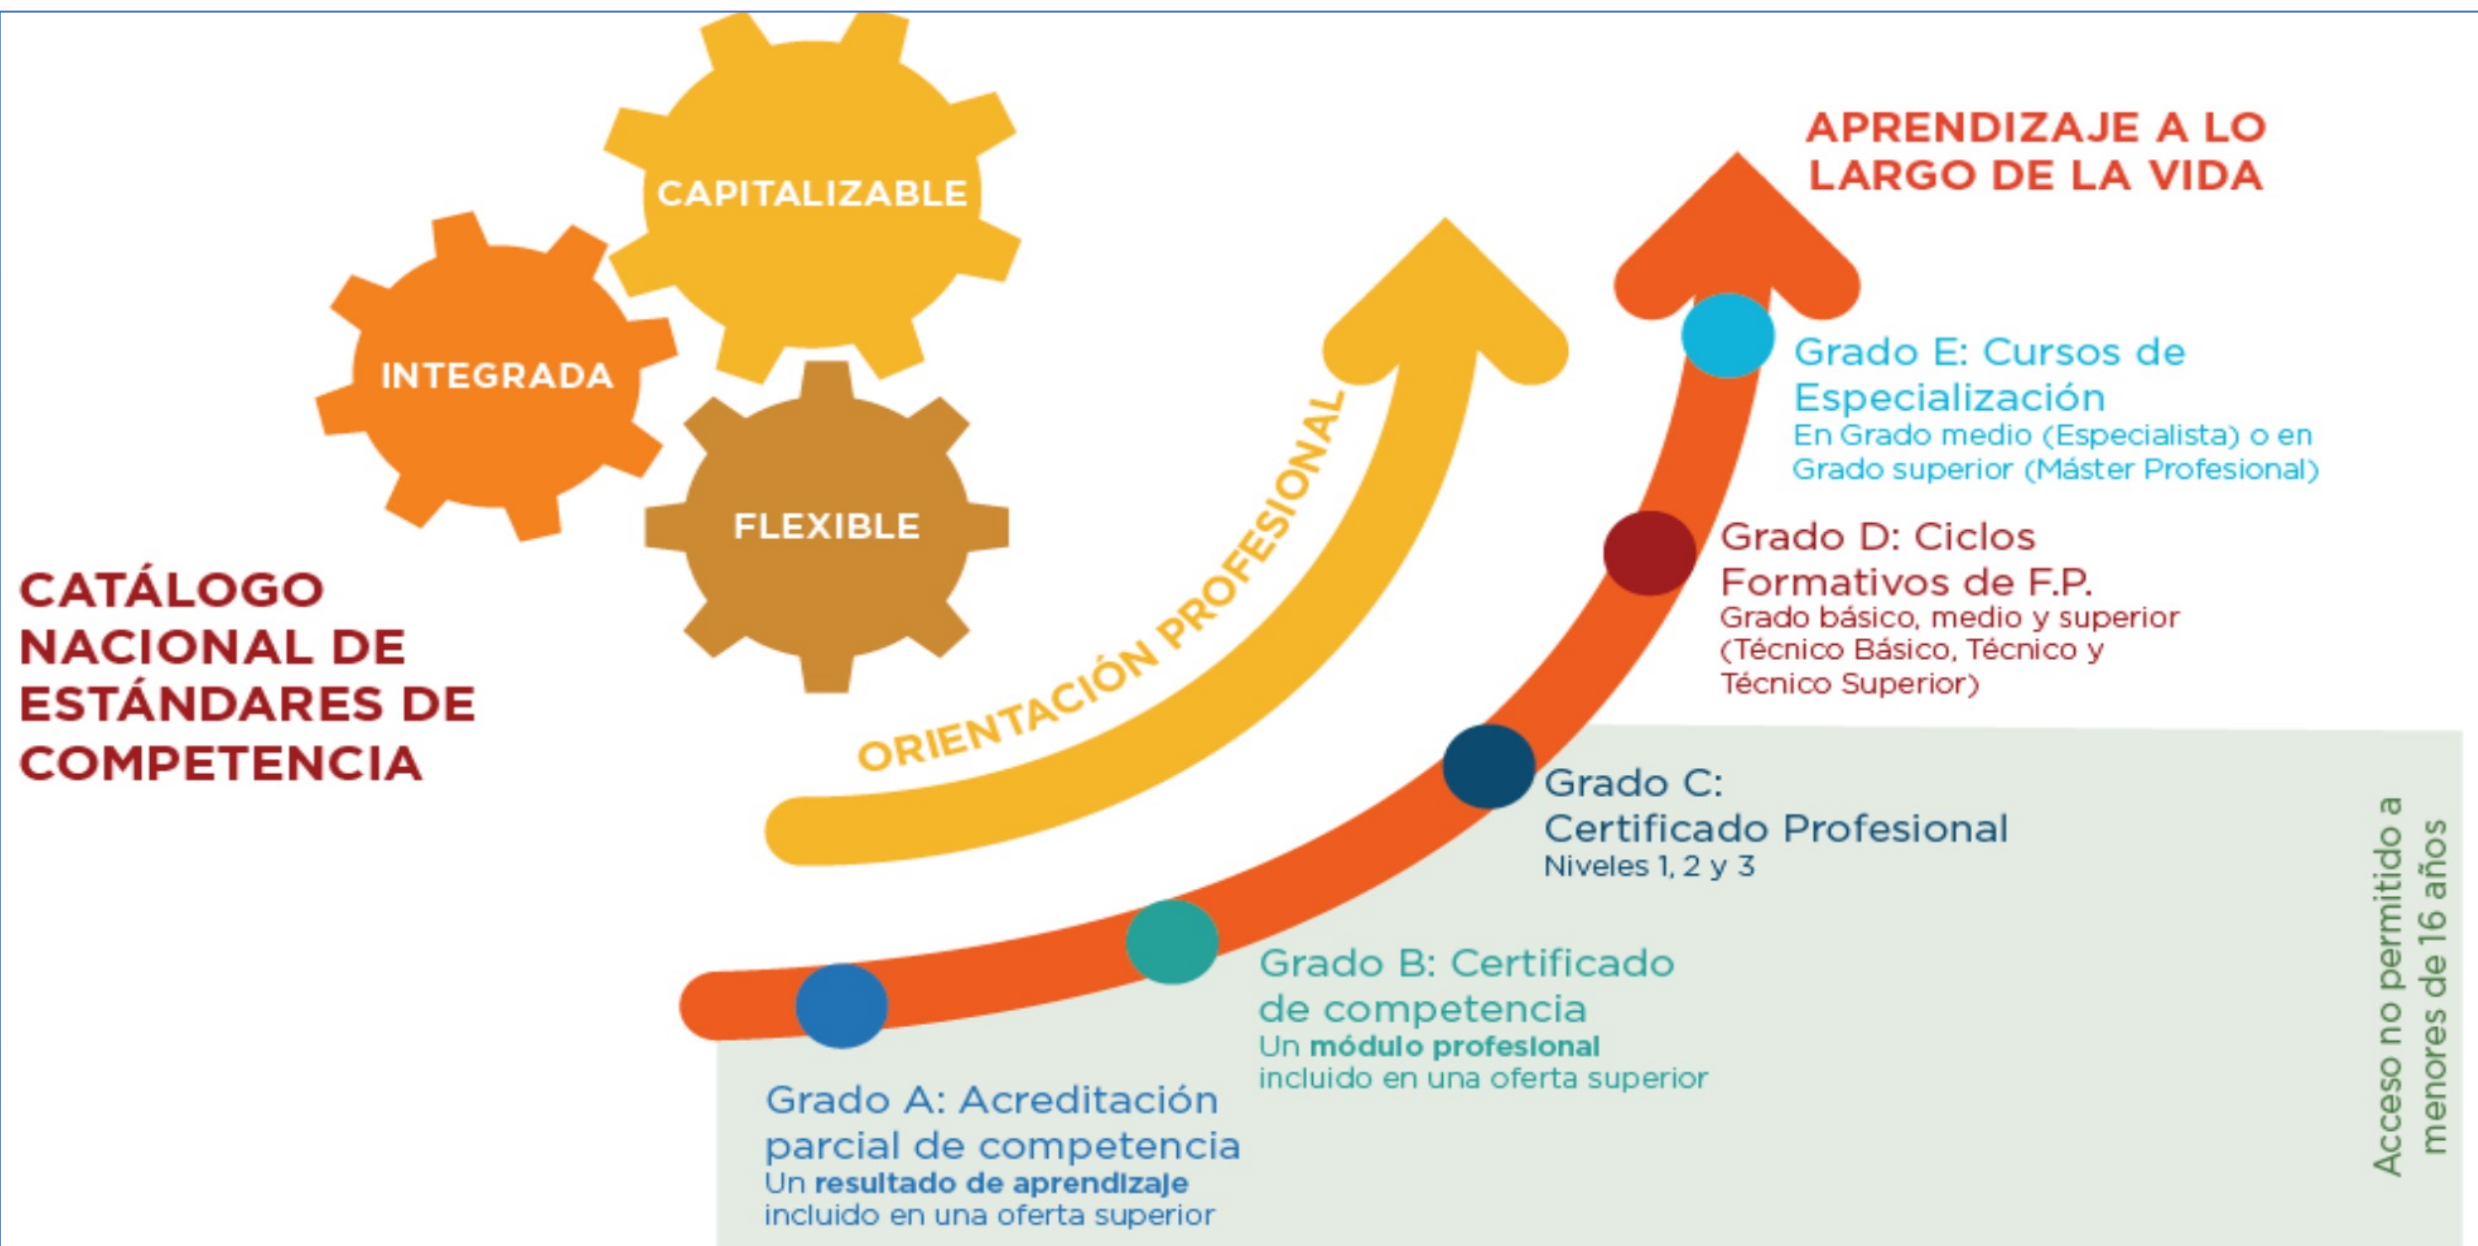 CAPITALIZABLE
INTEGRADA
FLEXIBLE
CATÁLOGO
NACIONAL DE
ESTÁNDARES DE
COMPETENCIA
ORIENTACIÓN PROFESIONAL
APRENDIZAJE A LO
LARGO DE LA VIDA
Grado E: Cursos de
Especialización
En Grado medio (Especialista) o en
Grado superior (Máster Profesional)
Grado D: Ciclos
Formativos de F.P.
Grado básico, medio y superior
(Técnico Básico, Técnico y
Técnico Superior)
Grado C:
Certificado Profesional
Niveles 1, 2 y 3
Grado B: Certificado
de competencia
Un módulo profesional
incluido en una oferta superior
Grado A: Acreditación
parcial de competencia
Un resultado de aprendizaje
incluido en una oferta superior
Acceso no permitido a
menores de 16 años